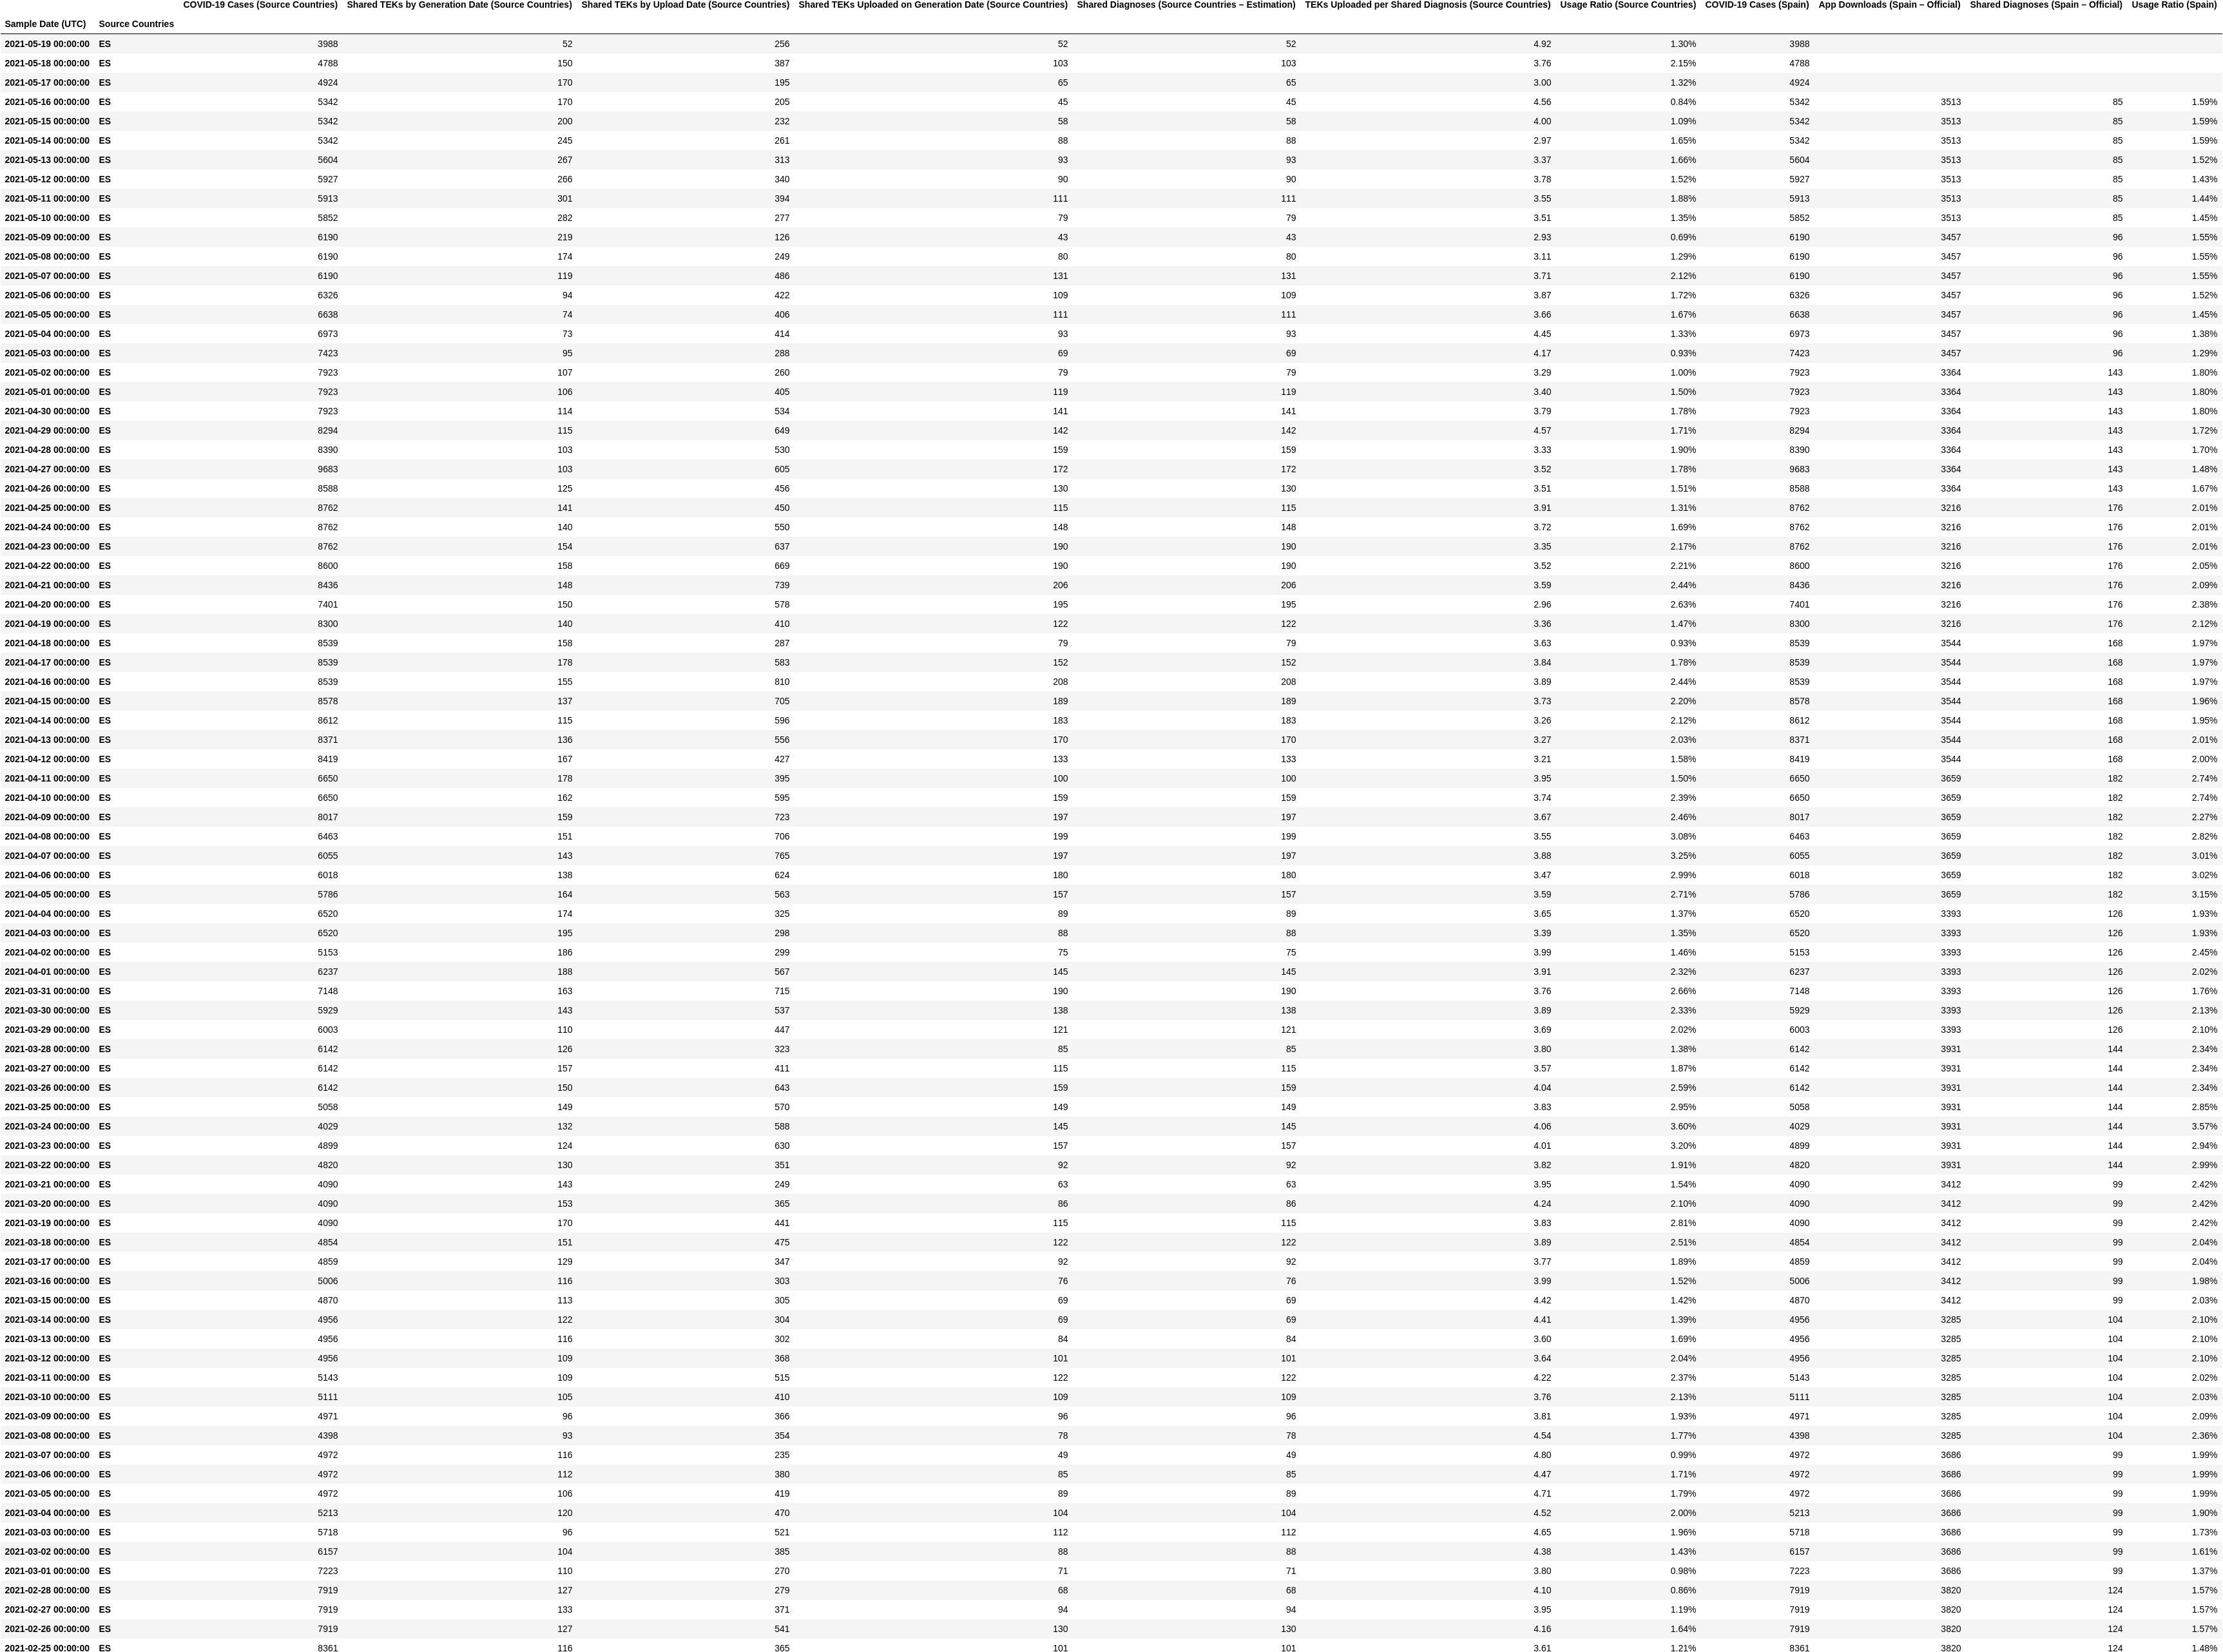 COVID-19 Cases (Source Countries) Shared TEKs by Generation Date (Source Countries) Shared TEKs by Upload Date (Source Countries) Shared TEKs Uploaded on Generation Date (Source Countries) Shared Diagnoses (Source Countries – Estimation) TEKs Uploaded per Shared Diagnosis (Source Countries) Usage Ratio (Source Countries) COVID-19 Cases (Spain) App Downloads (Spain – Official) Shared Diagnoses (Spain – Official) Usage Ratio (Spain)
Sample Date (UTC) Source Countries
2021-05-19 00:00:00 ES 3988 52 256 52 52 4.92 1.30% 3988
2021-05-18 00:00:00 ES 4788 150 387 103 103 3.76 2.15% 4788
2021-05-17 00:00:00 ES 4924 170 195 65 65 3.00 1.32% 4924
2021-05-16 00:00:00 ES 5342 170 205 45 45 4.56 0.84% 5342 3513 85 1.59%
2021-05-15 00:00:00 ES 5342 200 232 58 58 4.00 1.09% 5342 3513 85 1.59%
2021-05-14 00:00:00 ES 5342 245 261 88 88 2.97 1.65% 5342 3513 85 1.59%
2021-05-13 00:00:00 ES 5604 267 313 93 93 3.37 1.66% 5604 3513 85 1.52%
2021-05-12 00:00:00 ES 5927 266 340 90 90 3.78 1.52% 5927 3513 85 1.43%
2021-05-11 00:00:00 ES 5913 301 394 111 111 3.55 1.88% 5913 3513 85 1.44%
2021-05-10 00:00:00 ES 5852 282 277 79 79 3.51 1.35% 5852 3513 85 1.45%
2021-05-09 00:00:00 ES 6190 219 126 43 43 2.93 0.69% 6190 3457 96 1.55%
2021-05-08 00:00:00 ES 6190 174 249 80 80 3.11 1.29% 6190 3457 96 1.55%
2021-05-07 00:00:00 ES 6190 119 486 131 131 3.71 2.12% 6190 3457 96 1.55%
2021-05-06 00:00:00 ES 6326 94 422 109 109 3.87 1.72% 6326 3457 96 1.52%
2021-05-05 00:00:00 ES 6638 74 406 111 111 3.66 1.67% 6638 3457 96 1.45%
2021-05-04 00:00:00 ES 6973 73 414 93 93 4.45 1.33% 6973 3457 96 1.38%
2021-05-03 00:00:00 ES 7423 95 288 69 69 4.17 0.93% 7423 3457 96 1.29%
2021-05-02 00:00:00 ES 7923 107 260 79 79 3.29 1.00% 7923 3364 143 1.80%
2021-05-01 00:00:00 ES 7923 106 405 119 119 3.40 1.50% 7923 3364 143 1.80%
2021-04-30 00:00:00 ES 7923 114 534 141 141 3.79 1.78% 7923 3364 143 1.80%
2021-04-29 00:00:00 ES 8294 115 649 142 142 4.57 1.71% 8294 3364 143 1.72%
2021-04-28 00:00:00 ES 8390 103 530 159 159 3.33 1.90% 8390 3364 143 1.70%
2021-04-27 00:00:00 ES 9683 103 605 172 172 3.52 1.78% 9683 3364 143 1.48%
2021-04-26 00:00:00 ES 8588 125 456 130 130 3.51 1.51% 8588 3364 143 1.67%
2021-04-25 00:00:00 ES 8762 141 450 115 115 3.91 1.31% 8762 3216 176 2.01%
2021-04-24 00:00:00 ES 8762 140 550 148 148 3.72 1.69% 8762 3216 176 2.01%
2021-04-23 00:00:00 ES 8762 154 637 190 190 3.35 2.17% 8762 3216 176 2.01%
2021-04-22 00:00:00 ES 8600 158 669 190 190 3.52 2.21% 8600 3216 176 2.05%
2021-04-21 00:00:00 ES 8436 148 739 206 206 3.59 2.44% 8436 3216 176 2.09%
2021-04-20 00:00:00 ES 7401 150 578 195 195 2.96 2.63% 7401 3216 176 2.38%
2021-04-19 00:00:00 ES 8300 140 410 122 122 3.36 1.47% 8300 3216 176 2.12%
2021-04-18 00:00:00 ES 8539 158 287 79 79 3.63 0.93% 8539 3544 168 1.97%
2021-04-17 00:00:00 ES 8539 178 583 152 152 3.84 1.78% 8539 3544 168 1.97%
2021-04-16 00:00:00 ES 8539 155 810 208 208 3.89 2.44% 8539 3544 168 1.97%
2021-04-15 00:00:00 ES 8578 137 705 189 189 3.73 2.20% 8578 3544 168 1.96%
2021-04-14 00:00:00 ES 8612 115 596 183 183 3.26 2.12% 8612 3544 168 1.95%
2021-04-13 00:00:00 ES 8371 136 556 170 170 3.27 2.03% 8371 3544 168 2.01%
2021-04-12 00:00:00 ES 8419 167 427 133 133 3.21 1.58% 8419 3544 168 2.00%
2021-04-11 00:00:00 ES 6650 178 395 100 100 3.95 1.50% 6650 3659 182 2.74%
2021-04-10 00:00:00 ES 6650 162 595 159 159 3.74 2.39% 6650 3659 182 2.74%
2021-04-09 00:00:00 ES 8017 159 723 197 197 3.67 2.46% 8017 3659 182 2.27%
2021-04-08 00:00:00 ES 6463 151 706 199 199 3.55 3.08% 6463 3659 182 2.82%
2021-04-07 00:00:00 ES 6055 143 765 197 197 3.88 3.25% 6055 3659 182 3.01%
2021-04-06 00:00:00 ES 6018 138 624 180 180 3.47 2.99% 6018 3659 182 3.02%
2021-04-05 00:00:00 ES 5786 164 563 157 157 3.59 2.71% 5786 3659 182 3.15%
2021-04-04 00:00:00 ES 6520 174 325 89 89 3.65 1.37% 6520 3393 126 1.93%
2021-04-03 00:00:00 ES 6520 195 298 88 88 3.39 1.35% 6520 3393 126 1.93%
2021-04-02 00:00:00 ES 5153 186 299 75 75 3.99 1.46% 5153 3393 126 2.45%
2021-04-01 00:00:00 ES 6237 188 567 145 145 3.91 2.32% 6237 3393 126 2.02%
2021-03-31 00:00:00 ES 7148 163 715 190 190 3.76 2.66% 7148 3393 126 1.76%
2021-03-30 00:00:00 ES 5929 143 537 138 138 3.89 2.33% 5929 3393 126 2.13%
2021-03-29 00:00:00 ES 6003 110 447 121 121 3.69 2.02% 6003 3393 126 2.10%
2021-03-28 00:00:00 ES 6142 126 323 85 85 3.80 1.38% 6142 3931 144 2.34%
2021-03-27 00:00:00 ES 6142 157 411 115 115 3.57 1.87% 6142 3931 144 2.34%
2021-03-26 00:00:00 ES 6142 150 643 159 159 4.04 2.59% 6142 3931 144 2.34%
2021-03-25 00:00:00 ES 5058 149 570 149 149 3.83 2.95% 5058 3931 144 2.85%
2021-03-24 00:00:00 ES 4029 132 588 145 145 4.06 3.60% 4029 3931 144 3.57%
2021-03-23 00:00:00 ES 4899 124 630 157 157 4.01 3.20% 4899 3931 144 2.94%
2021-03-22 00:00:00 ES 4820 130 351 92 92 3.82 1.91% 4820 3931 144 2.99%
2021-03-21 00:00:00 ES 4090 143 249 63 63 3.95 1.54% 4090 3412 99 2.42%
2021-03-20 00:00:00 ES 4090 153 365 86 86 4.24 2.10% 4090 3412 99 2.42%
2021-03-19 00:00:00 ES 4090 170 441 115 115 3.83 2.81% 4090 3412 99 2.42%
2021-03-18 00:00:00 ES 4854 151 475 122 122 3.89 2.51% 4854 3412 99 2.04%
2021-03-17 00:00:00 ES 4859 129 347 92 92 3.77 1.89% 4859 3412 99 2.04%
2021-03-16 00:00:00 ES 5006 116 303 76 76 3.99 1.52% 5006 3412 99 1.98%
2021-03-15 00:00:00 ES 4870 113 305 69 69 4.42 1.42% 4870 3412 99 2.03%
2021-03-14 00:00:00 ES 4956 122 304 69 69 4.41 1.39% 4956 3285 104 2.10%
2021-03-13 00:00:00 ES 4956 116 302 84 84 3.60 1.69% 4956 3285 104 2.10%
2021-03-12 00:00:00 ES 4956 109 368 101 101 3.64 2.04% 4956 3285 104 2.10%
2021-03-11 00:00:00 ES 5143 109 515 122 122 4.22 2.37% 5143 3285 104 2.02%
2021-03-10 00:00:00 ES 5111 105 410 109 109 3.76 2.13% 5111 3285 104 2.03%
2021-03-09 00:00:00 ES 4971 96 366 96 96 3.81 1.93% 4971 3285 104 2.09%
2021-03-08 00:00:00 ES 4398 93 354 78 78 4.54 1.77% 4398 3285 104 2.36%
2021-03-07 00:00:00 ES 4972 116 235 49 49 4.80 0.99% 4972 3686 99 1.99%
2021-03-06 00:00:00 ES 4972 112 380 85 85 4.47 1.71% 4972 3686 99 1.99%
2021-03-05 00:00:00 ES 4972 106 419 89 89 4.71 1.79% 4972 3686 99 1.99%
2021-03-04 00:00:00 ES 5213 120 470 104 104 4.52 2.00% 5213 3686 99 1.90%
2021-03-03 00:00:00 ES 5718 96 521 112 112 4.65 1.96% 5718 3686 99 1.73%
2021-03-02 00:00:00 ES 6157 104 385 88 88 4.38 1.43% 6157 3686 99 1.61%
2021-03-01 00:00:00 ES 7223 110 270 71 71 3.80 0.98% 7223 3686 99 1.37%
2021-02-28 00:00:00 ES 7919 127 279 68 68 4.10 0.86% 7919 3820 124 1.57%
2021-02-27 00:00:00 ES 7919 133 371 94 94 3.95 1.19% 7919 3820 124 1.57%
2021-02-26 00:00:00 ES 7919 127 541 130 130 4.16 1.64% 7919 3820 124 1.57%
2021-02-25 00:00:00 ES 8361 116 365 101 101 3.61 1.21% 8361 3820 124 1.48%